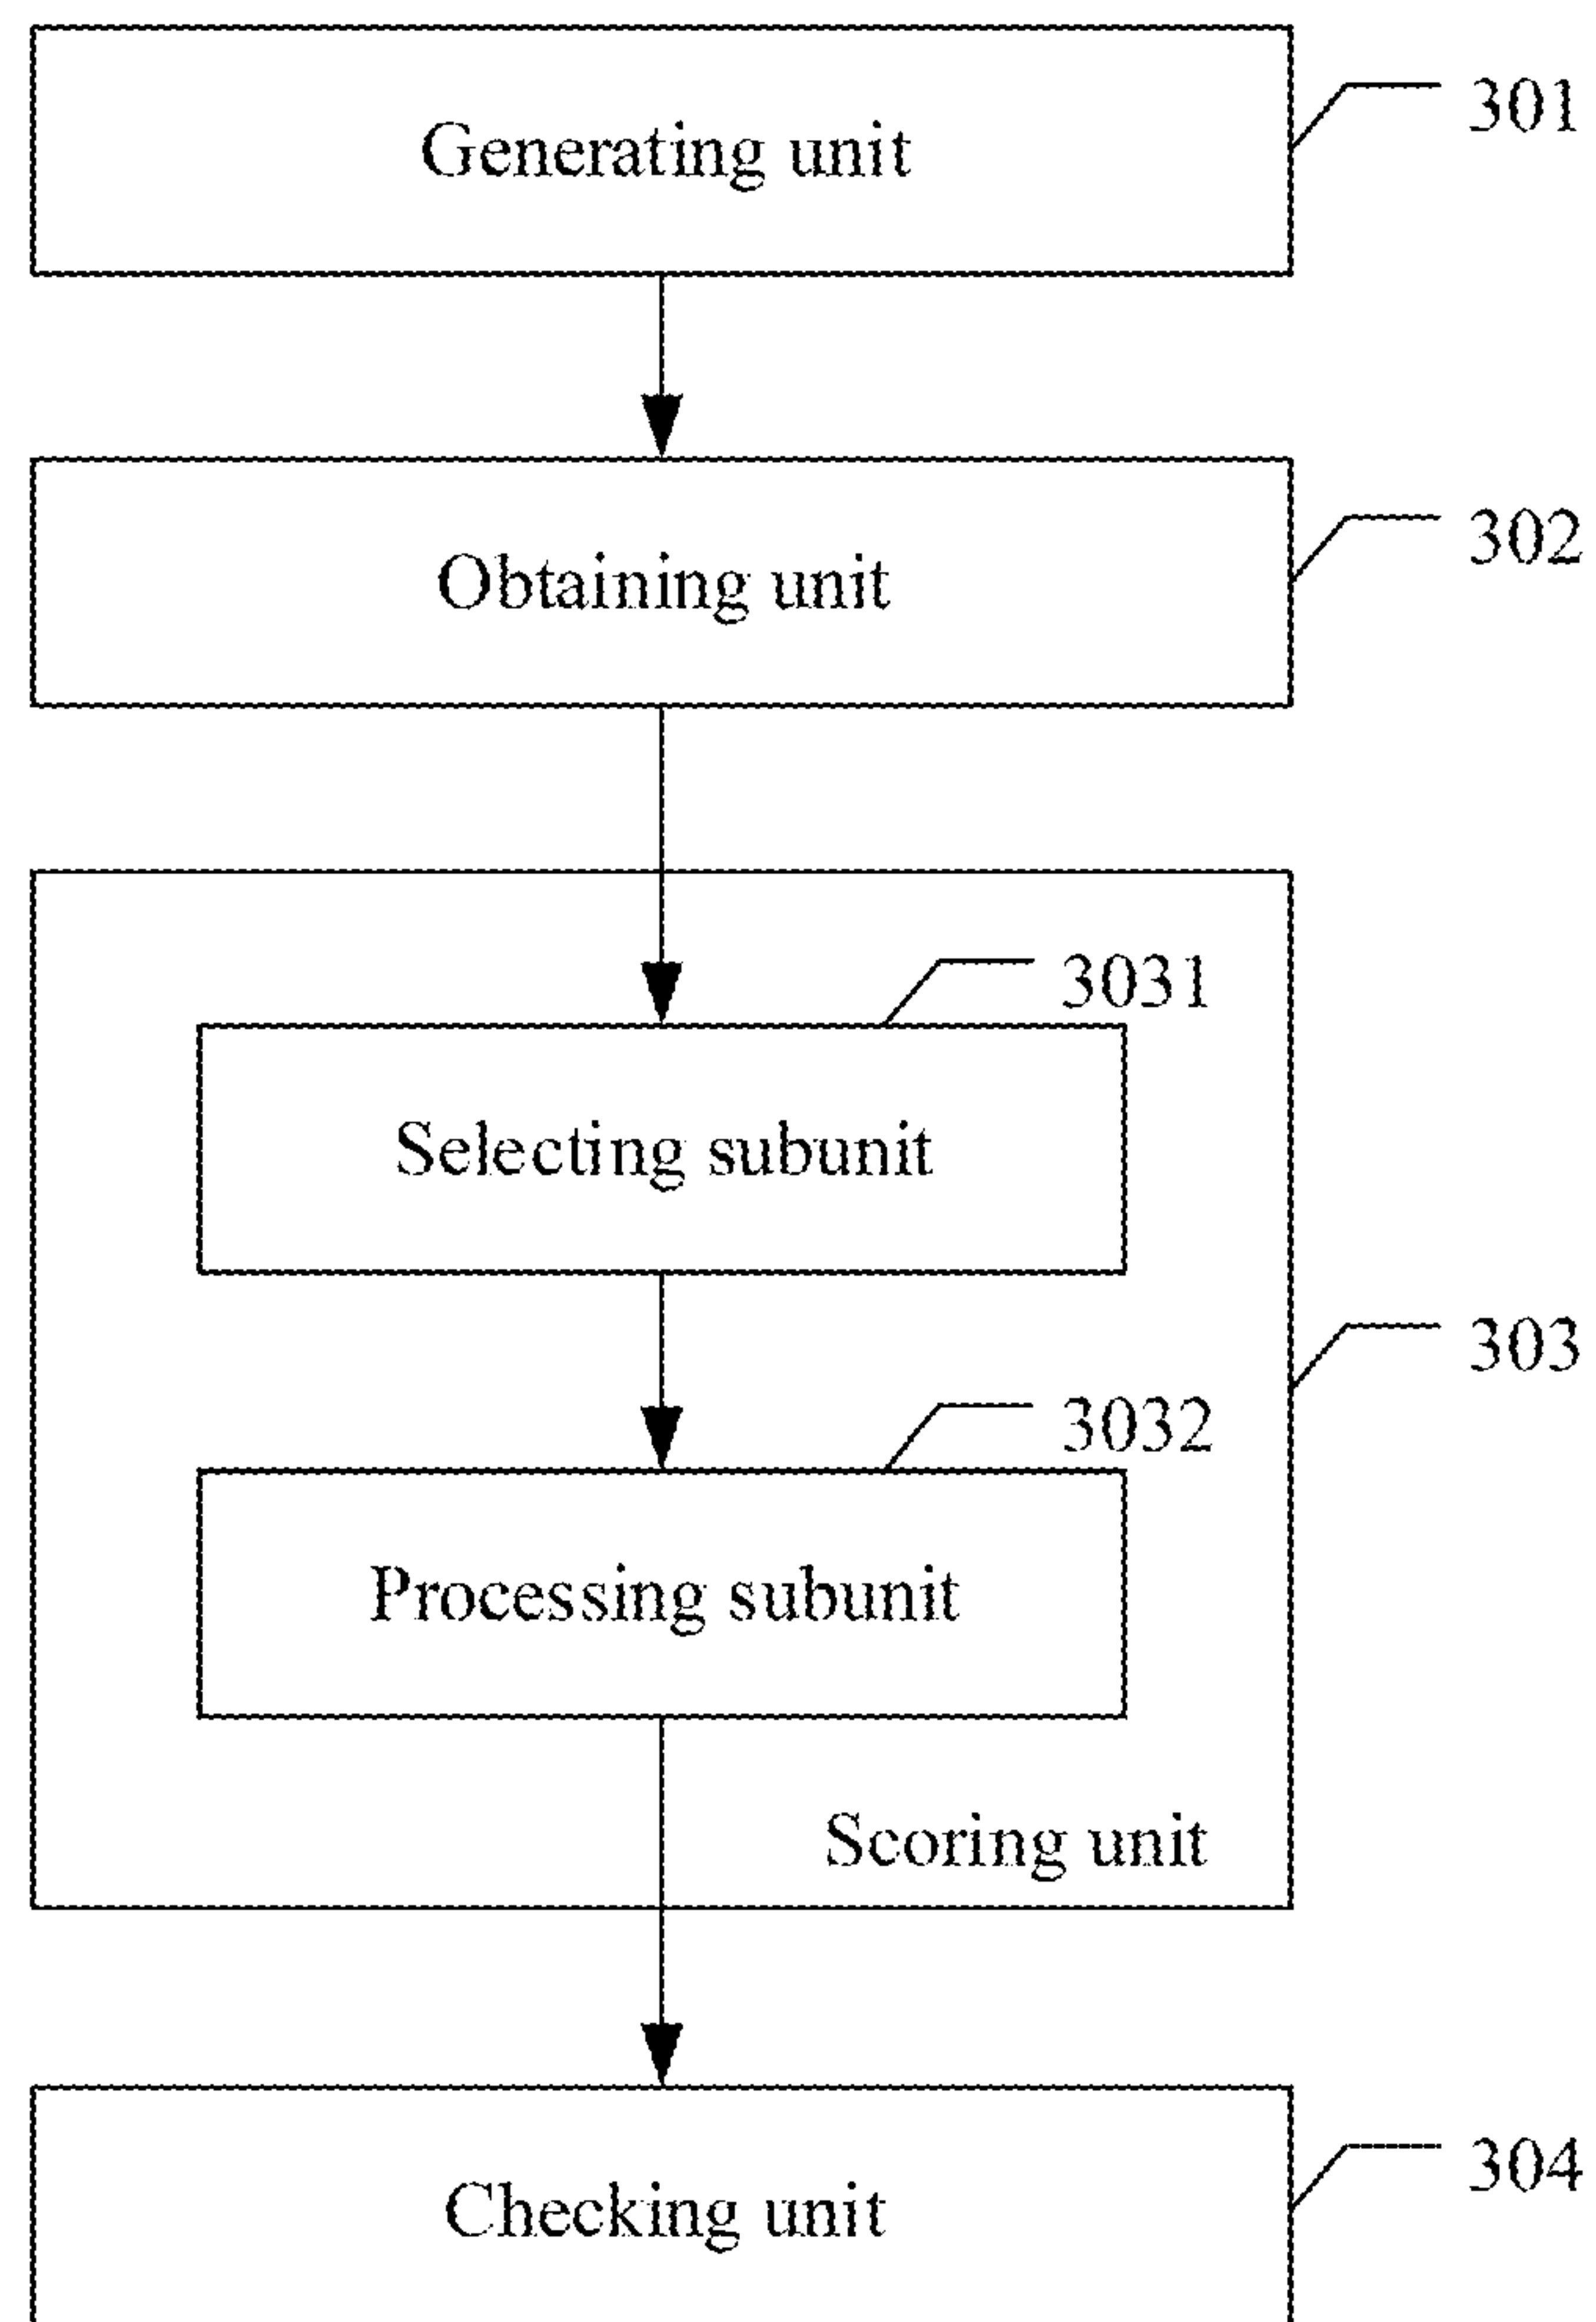 Generating unit
301
Obtaining unit
302
3031
Selecting subunit
303
3032
Processing subunit
Scoring unit
304
Checking unit